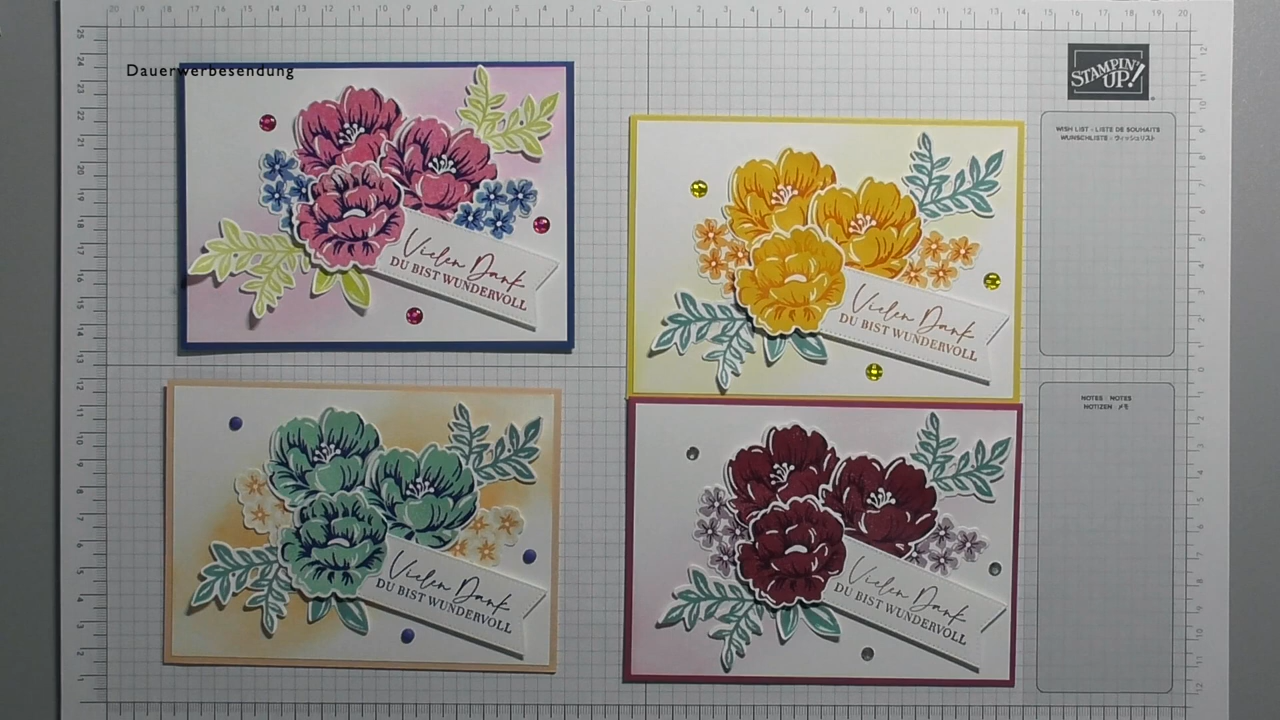 Dauerwerbesendung
STAMPIN' UP!
WISH LIST · LISTE DE SOUHAITS
WUNSCHLISTE · ウィッシュリスト
Vielen Dank
DU BIST WUNDERVOLL
Vielen Dank
DU BIST WUNDERVOLL
NOTES · NOTES
NOTIZEN · メモ
Vielen Dank
DU BIST WUNDERVOLL
Vielen Dank
DU BIST WUNDERVOLL